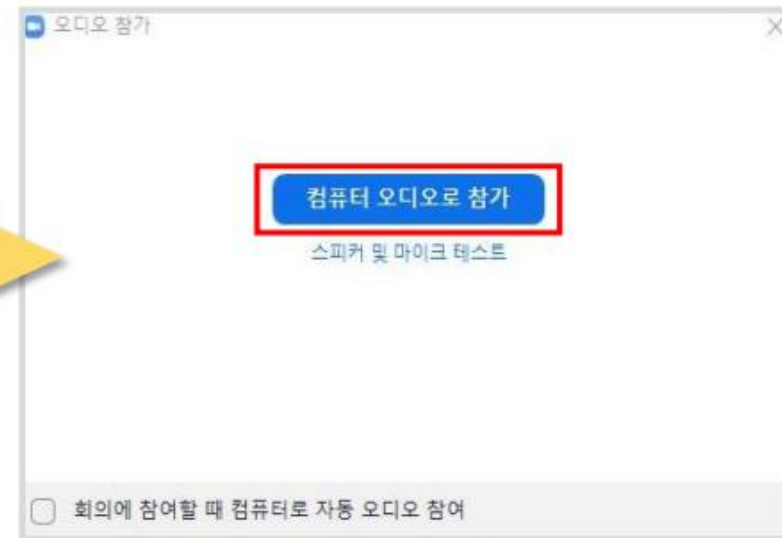 오디오 참가
컴퓨터 오디오로 참가
스피커 및 마이크 테스트
회의에 참여할 때 컴퓨터로 자동 오디오 참여